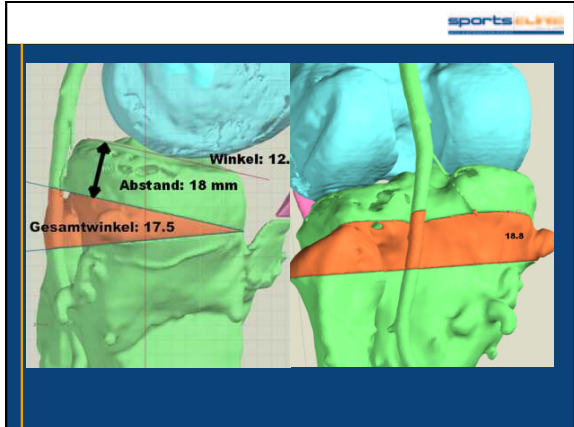 sportsclinic
Winkel: 12.
Abstand: 18 mm
Gesamtwinkel: 17.5
18.8